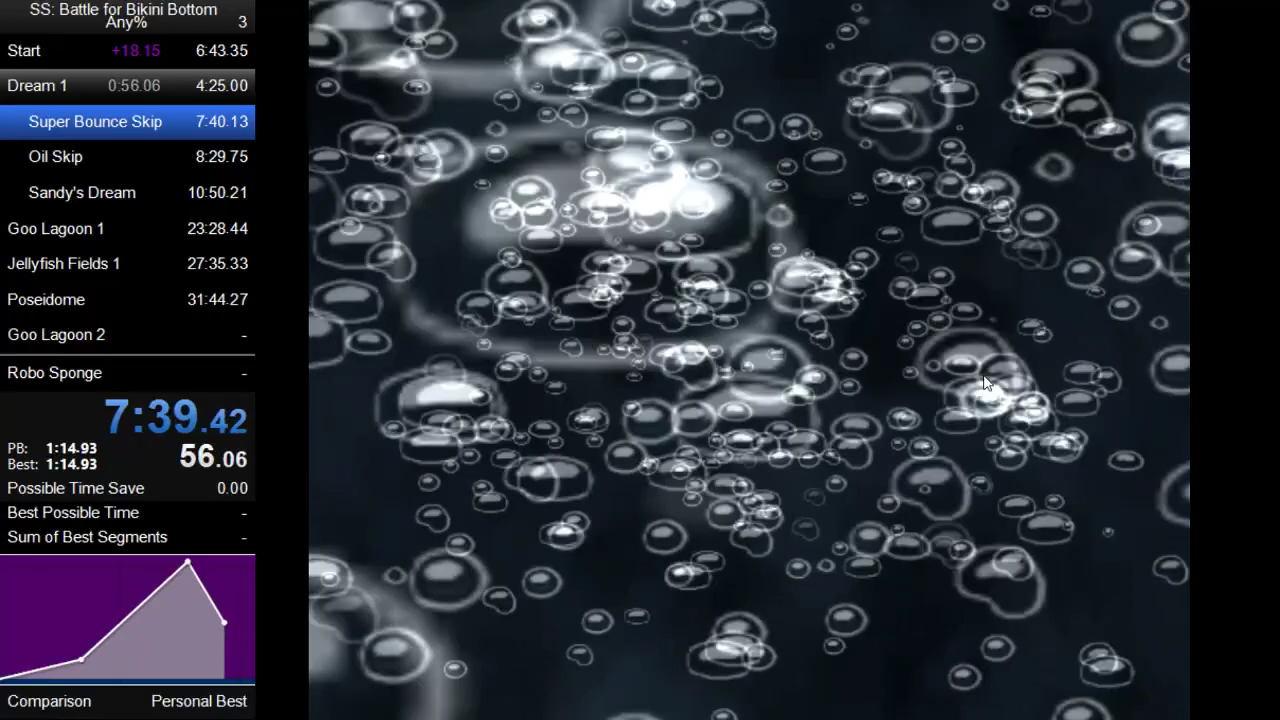 SS: Battle for Bikini Bottom
Any% 3
Start +18.15 6:43.35
Dream 1 0:56.06 4:25.00
Super Bounce Skip 7:40.13
Oil Skip 8:29.75
Sandy's Dream 10:50.21
Goo Lagoon 1 23:28.44
Jellyfish Fields 1 27:35.33
Poseidome 31:44.27
Goo Lagoon 2 -
Robo Sponge -
7:39.42
PB: 1:14.93
Best: 1:14.93
56.06
Possible Time Save 0.00
Best Possible Time -
Sum of Best Segments -
Comparison Personal Best